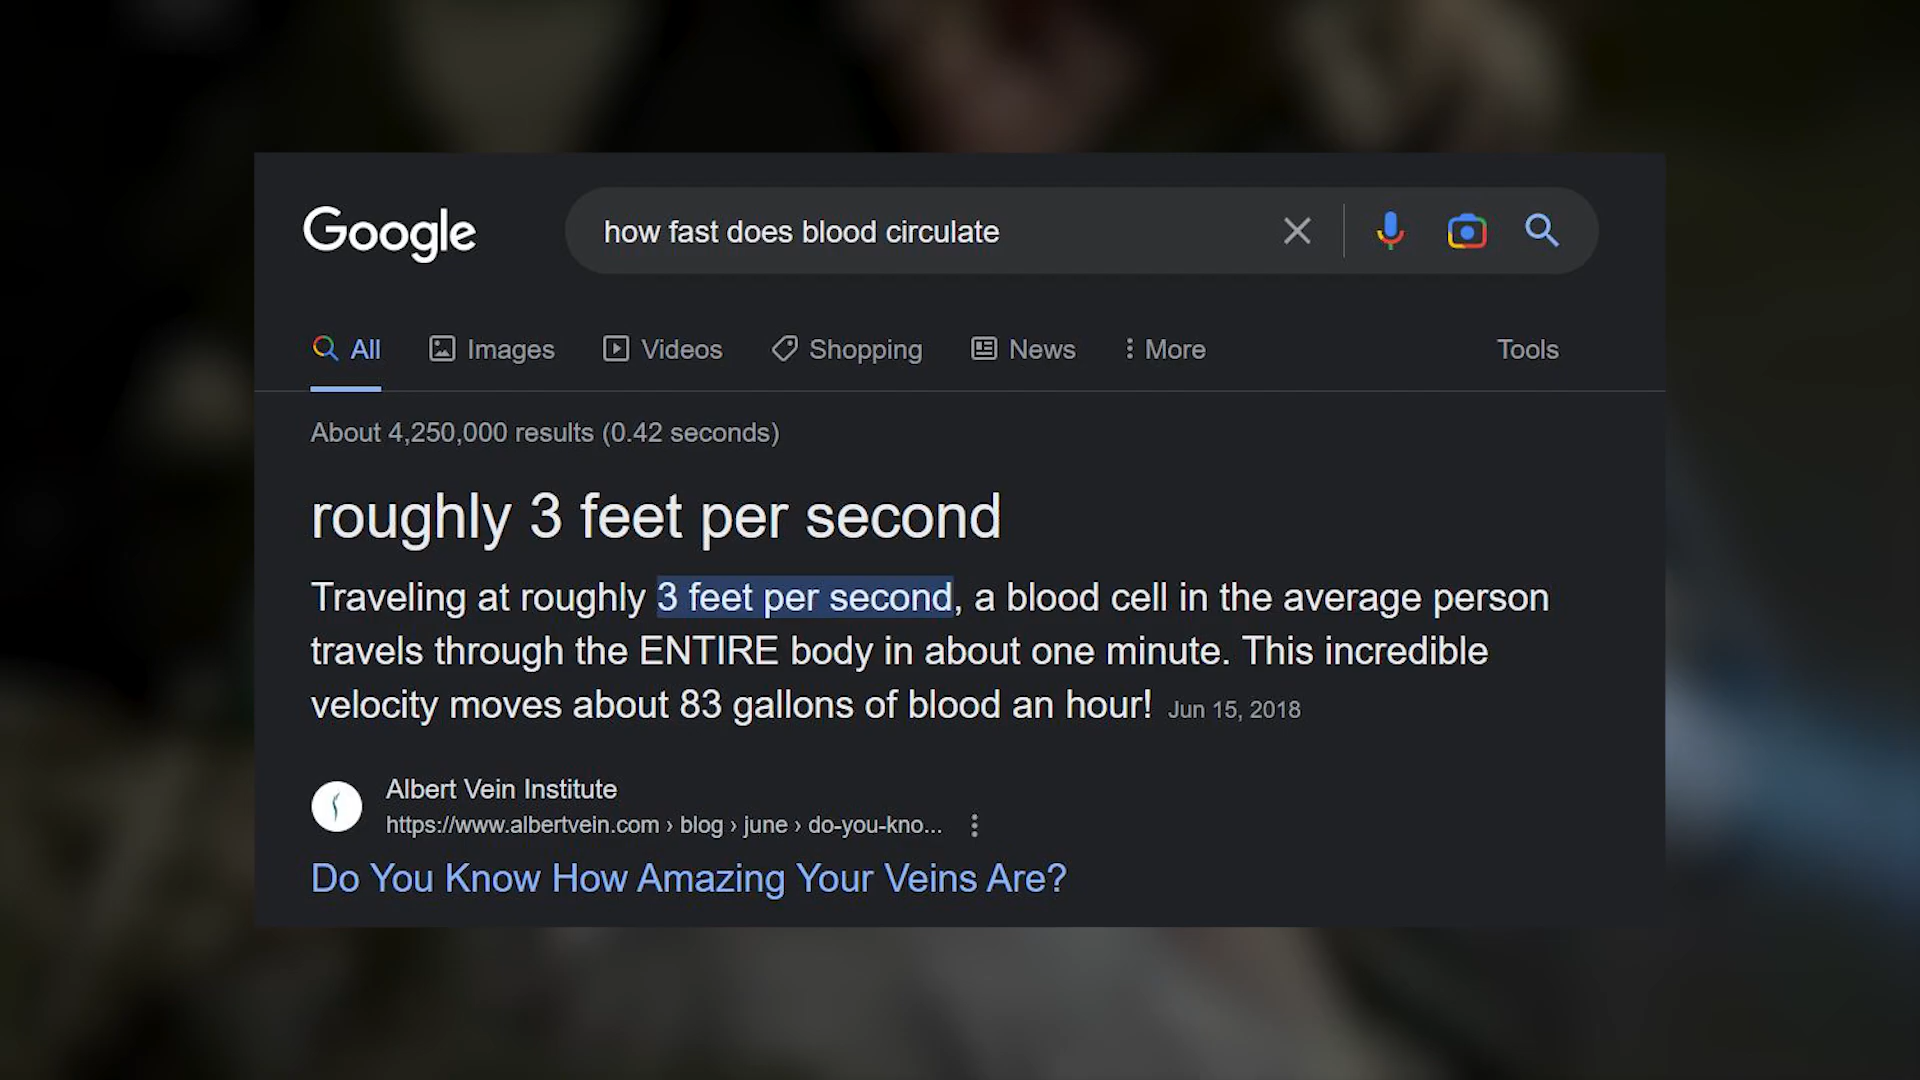 Google
how fast does blood circulate
All Images Videos Shopping News More Tools
About 4,250,000 results (0.42 seconds)
roughly 3 feet per second
Traveling at roughly 3 feet per second, a blood cell in the average person
travels through the ENTIRE body in about one minute. This incredible
velocity moves about 83 gallons of blood an hour! Jun 15, 2018
Albert Vein Institute
https://www.albertvein.com › blog › june › do-you-kno...
Do You Know How Amazing Your Veins Are?